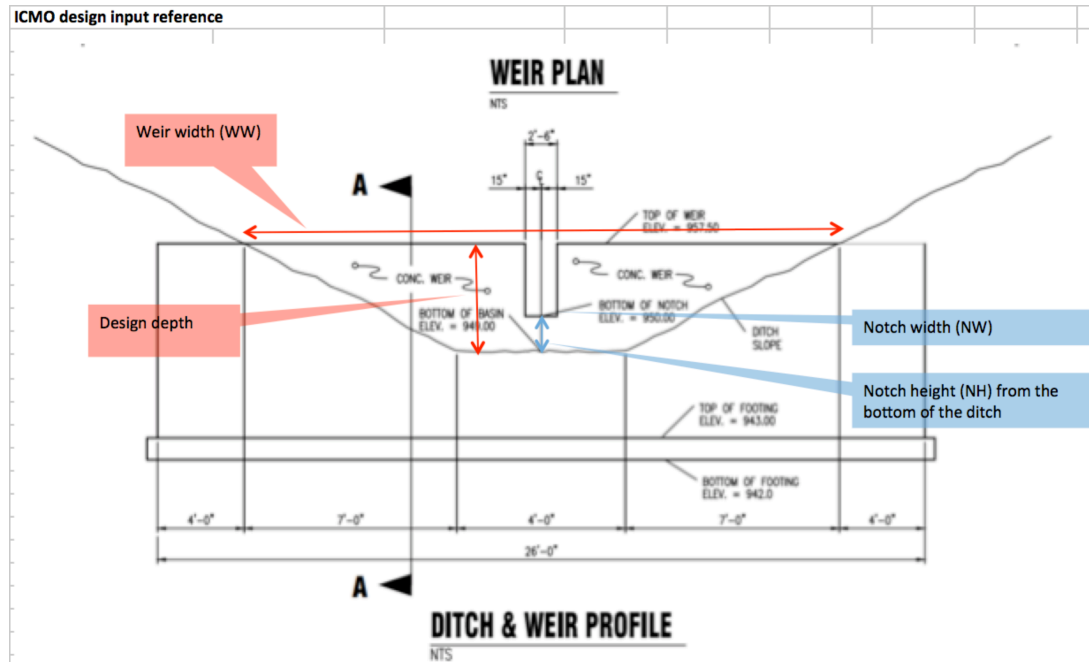 ICMO design input reference
WEIR PLAN
NTS
Weir width (WW)
2'-6"
A
15"
15"
TOP OF WEIR
ELEV. = 957.50
CONC. WEIR
CONC. WEIR
Design depth
BOTTOM OF BASIN
ELEV. = 949.00
BOTTOM OF NOTCH
ELEV. = 950.00
DITCH
SLOPE
Notch width (NW)
Notch height (NH) from the
bottom of the ditch
TOP OF FOOTING
ELEV. = 943.00
BOTTOM OF FOOTING
ELEV. = 942.0
4'-0"
7'-0"
4'-0"
7'-0"
4'-0"
26'-0"
A
DITCH & WEIR PROFILE
NTS